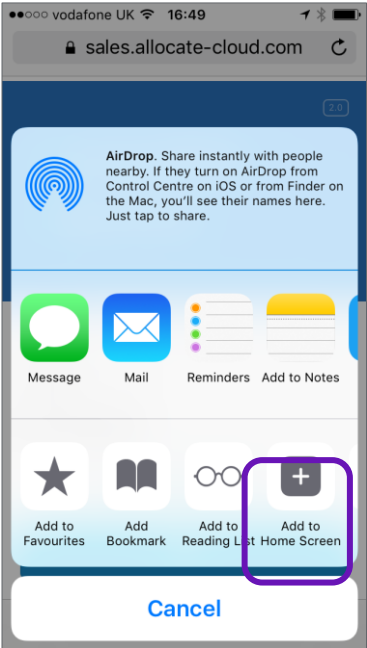 vodafone UK 16:49
sales.allocate-cloud.com
2.0
AirDrop. Share instantly with people
nearby. If they turn on AirDrop from
Control Centre on iOS or from Finder on
the Mac, you'll see their names here.
Just tap to share.
Message Mail Reminders Add to Notes
Add to Favourites
Add Bookmark
Add to Reading List
Add to Home Screen
Cancel